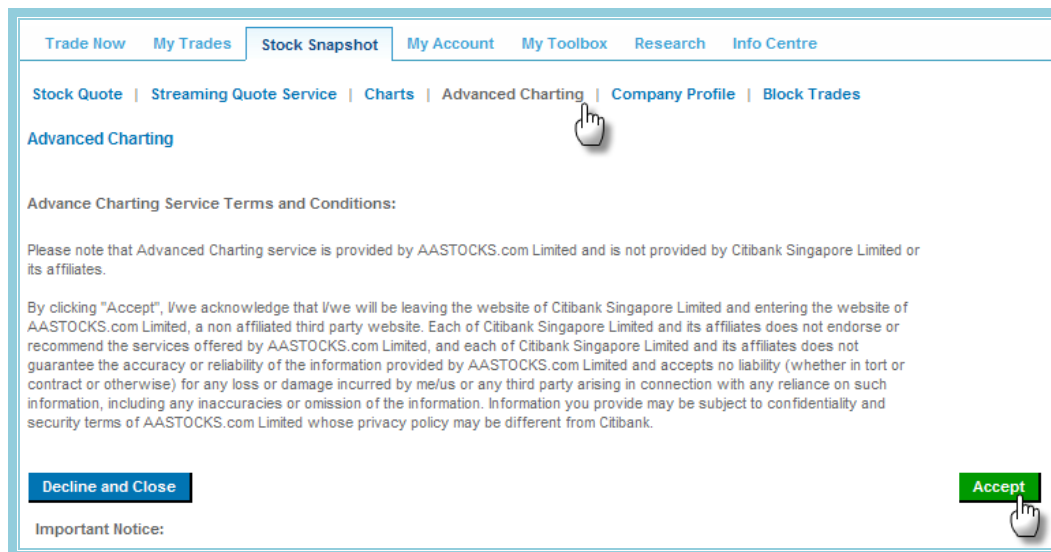 Trade Now My Trades Stock Snapshot My Account My Toolbox Research Info Centre
Stock Quote | Streaming Quote Service | Charts | Advanced Charting | Company Profile | Block Trades
Advanced Charting
Advance Charting Service Terms and Conditions:
Please note that Advanced Charting service is provided by AASTOCKS.com Limited and is not provided by Citibank Singapore Limited or
its affiliates.
By clicking "Accept", I/we acknowledge that I/we will be leaving the website of Citibank Singapore Limited and entering the website of
AASTOCKS.com Limited, a non affiliated third party website. Each of Citibank Singapore Limited and its affiliates does not endorse or
recommend the services offered by AASTOCKS.com Limited, and each of Citibank Singapore Limited and its affiliates does not
guarantee the accuracy or reliability of the information provided by AASTOCKS.com Limited and accepts no liability (whether in tort or
contract or otherwise) for any loss or damage incurred by me/us or any third party arising in connection with any reliance on such
information, including any inaccuracies or omission of the information. Information you provide may be subject to confidentiality and
security terms of AASTOCKS.com Limited whose privacy policy may be different from Citibank.
Decline and Close Accept
Important Notice: